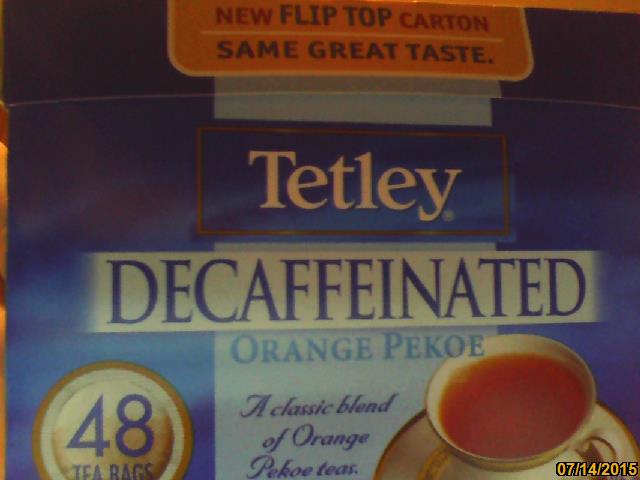 NEW FLIP TOP CARTON
SAME GREAT TASTE.
Tetley®
DECAFFEINATED
ORANGE PEKOE
A classic blend
of Orange
Pekoe teas.
48
TEA BAGS
07/14/2015